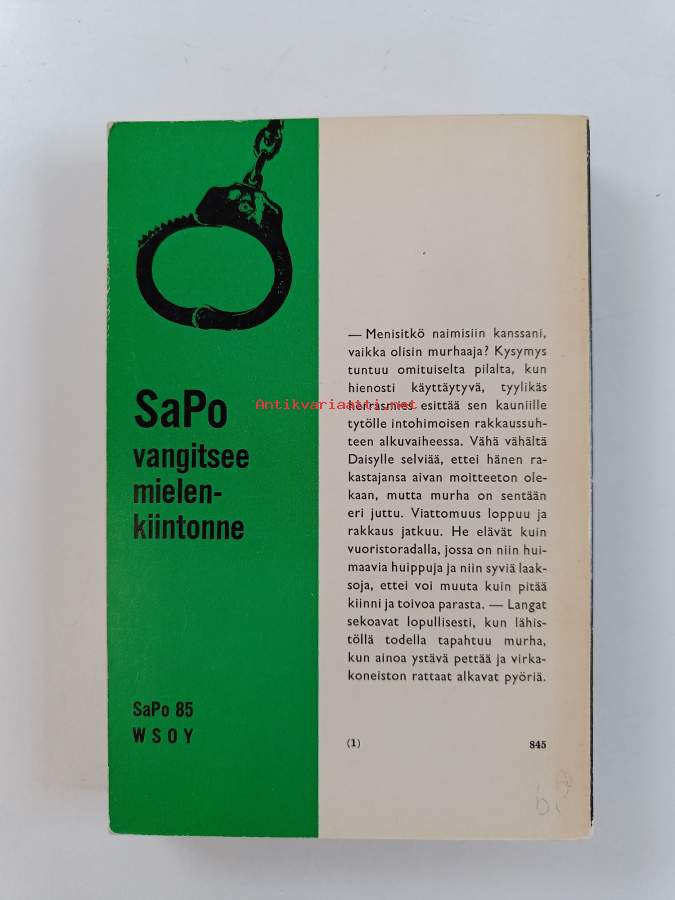 SaPo
vangitsee
mielen-
kiintonne
SaPo 85
WSOY
— Menisitkö naimisiin kanssani,
vaikka olisin murhaaja? Kysymys
tuntuu omituiselta pilalta, kun
hienosti käyttäytyvä, tyylikäs
herrasmies esittää sen kauniille
tytölle intohimoisen rakkaussuh-
teen alkuvaiheessa. Vähä vähältä
Daisylle selviää, ettei hänen ra-
kastajansa aivan moitteeton ole-
kaan, mutta murha on sentään
eri juttu. Viattomuus loppuu ja
rakkaus jatkuu. He elävät kuin
vuoristoradalla, jossa on niin hui-
maavia huippuja ja niin syviä laak-
soja, ettei voi muuta kuin pitää
kiinni ja toivoa parasta. — Langat
sekoavat lopullisesti, kun lähis-
töllä todella tapahtuu murha,
kun ainoa ystävä pettää ja virka-
koneiston rattaat alkavat pyöriä.
(1) 845
Antikvariaatti.net